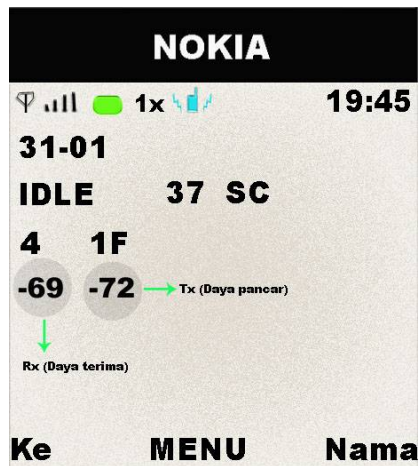 NOKIA
1x 19:45
31-01
IDLE 37 SC
4 1F
-69 -72 Tx (Daya pancar)
Rx (Daya terima)
Ke MENU Nama